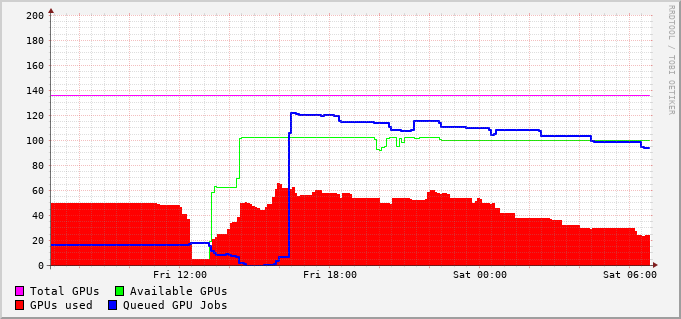 200
180
160
140
120
100
80
60
40
20
0
Fri 12:00 Fri 18:00 Sat 00:00 Sat 06:00
Total GPUs Available GPUs
GPUs used Queued GPU Jobs
RRDTOOL / TOBI OETIKER